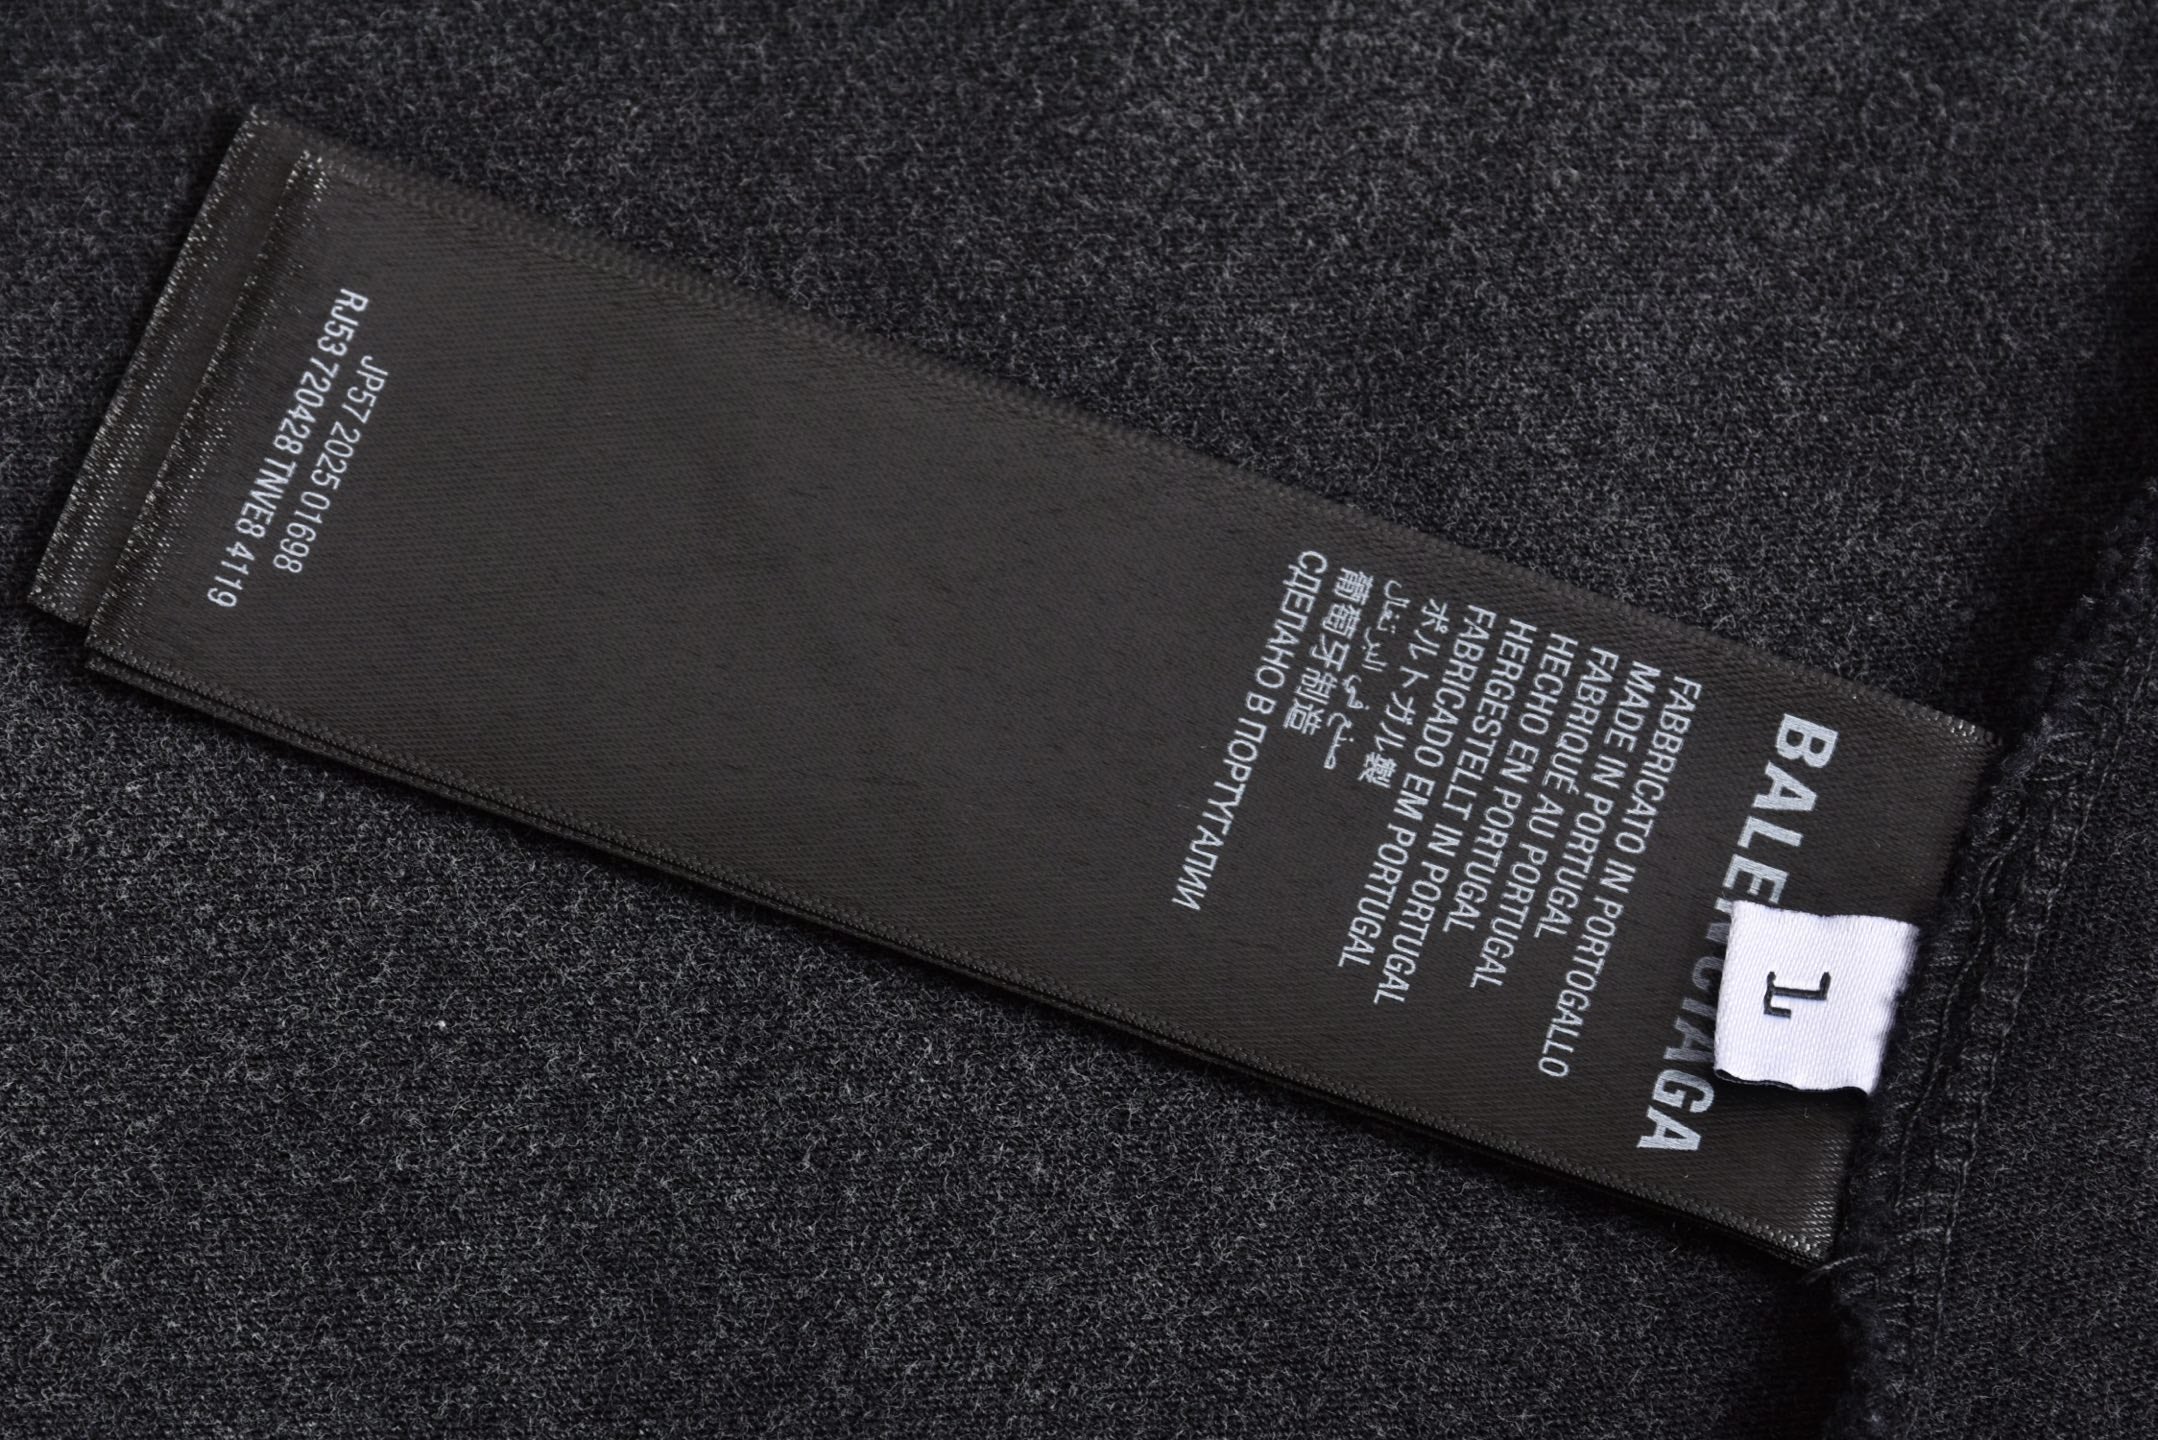 BALENCIAGA
L
FABBRICATO IN PORTOGALLO
MADE IN PORTUGAL
FABRIQUÉ AU PORTUGAL
HECHO EN PORTUGAL
HERGESTELLT IN PORTUGAL
FABRICADO EM PORTUGAL
ポルトガル製
صنع في البرتغال
葡萄牙制造
СДЕЛАНО В ПОРТУГАЛИИ
JP57 2025 01698
RJ53 720428 TNVE8 4119